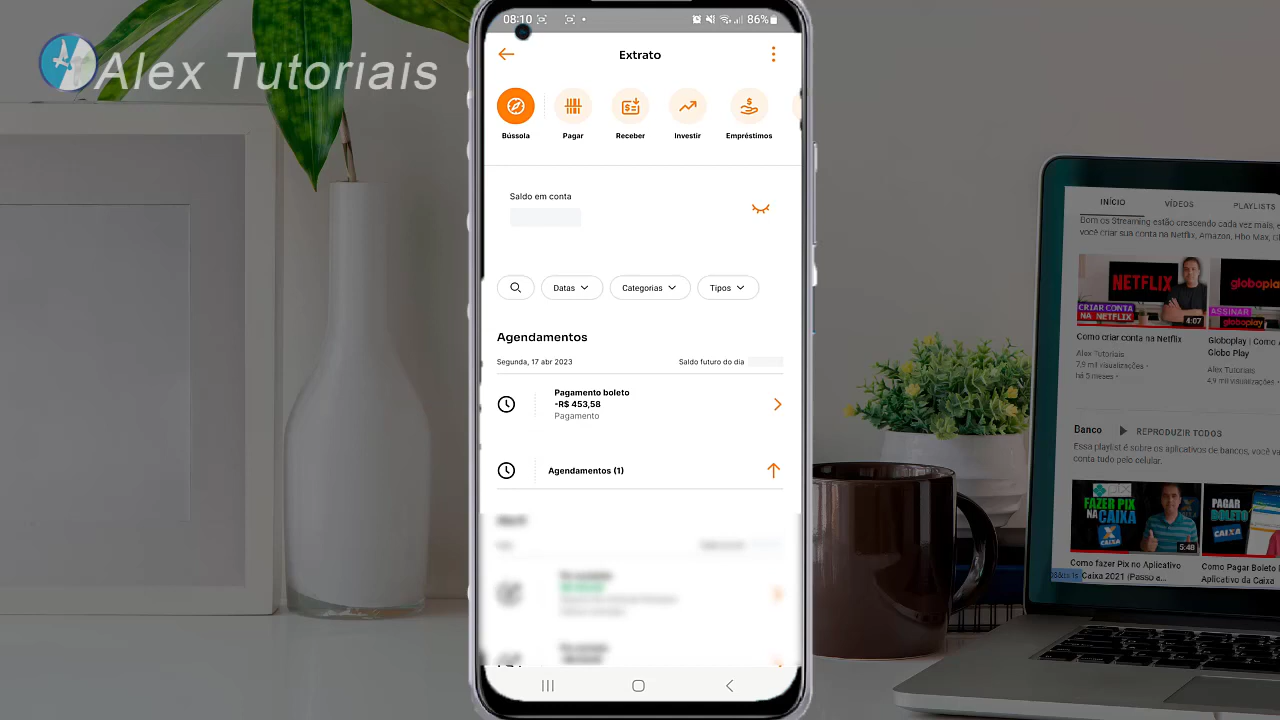 Alex Tutoriais
08:10
86%
Extrato
Bússola
Pagar
Receber
Investir
Empréstimos
Saldo em conta
Datas
Categorias
Tipos
Agendamentos
Segunda, 17 abr 2023
Saldo futuro do dia
Pagamento boleto
-R$ 453,58
Pagamento
Agendamentos (1)
INÍCIO
VÍDEOS
PLAYLISTS
Bom os Streaming estão crescendo cada vez mais, e
você criar sua conta na Netflix, Amazon, Hbo Max, G
NETFLIX
CRIAR CONTA
NA NETFLIX
4:07
globopla
ASSINAR
globoplay
Como criar conta na Netflix
Alex Tutoriais
7,9 mil visualizações •
há 5 meses
Globoplay | Co
Globo Play
Alex Tutoriais
4,9 mil visualizaçõ
Banco
REPRODUZIR TODOS
Essa playlist é sobre os aplicativos de bancos, você
conta tudo pelo celular.
FAZER PIX
NA CAIXA
5:48
PAGAR
BOLETO
CAIXA
Como fazer Pix no Aplicativo
Caixa 2021 (Passo a...
Como Pagar Boleto
Aplicativo da Caixa